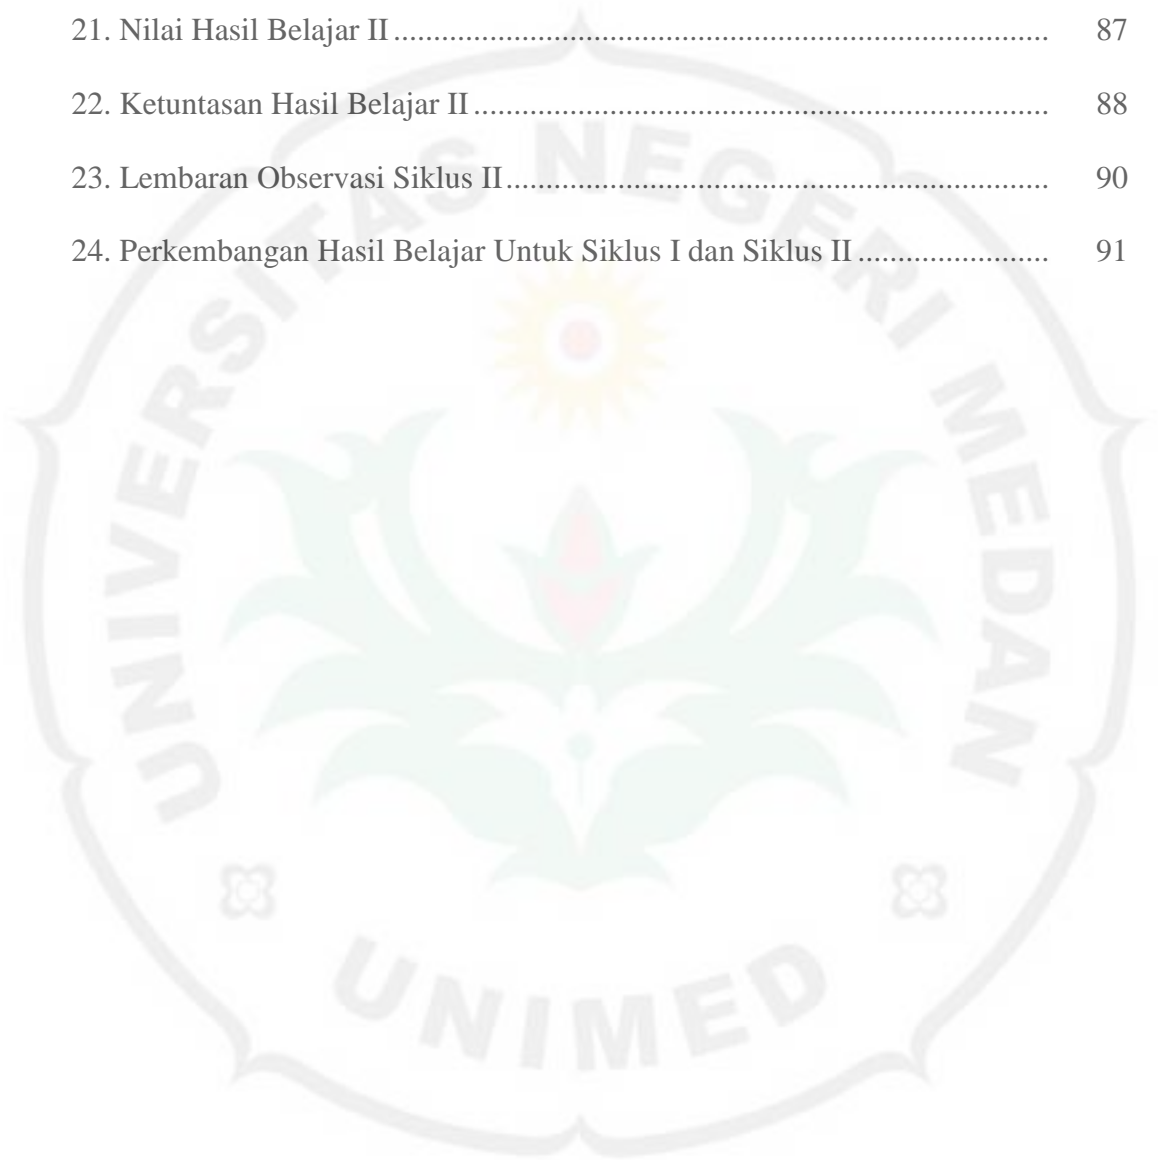 21. Nilai Hasil Belajar II ................................................................................ 87
22. Ketuntasan Hasil Belajar II ...................................................................... 88
23. Lembaran Observasi Siklus II .................................................................. 90
24. Perkembangan Hasil Belajar Untuk Siklus I dan Siklus II ....................... 91
UNIVERSITAS NEGERI MEDAN
UNIMED